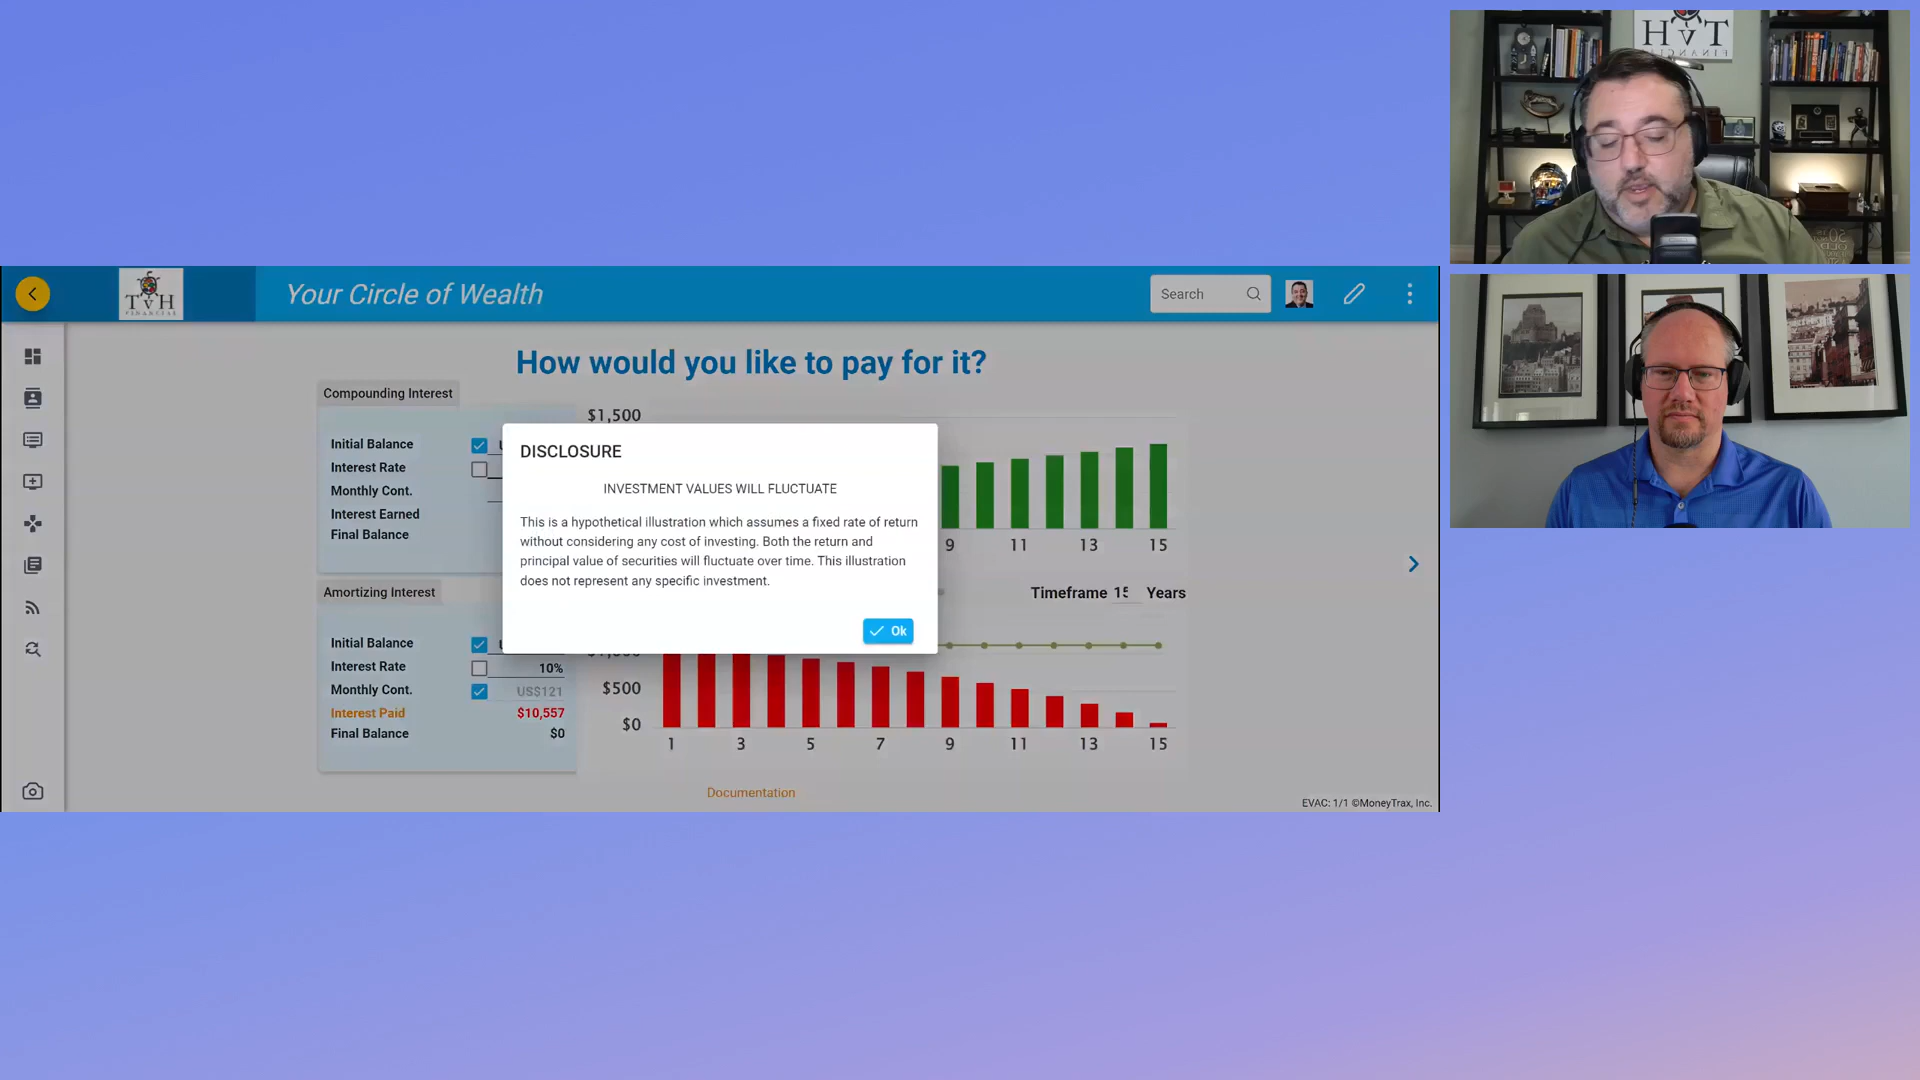 HvT
FINANCIAL
TvH
FINANCIAL
Your Circle of Wealth
Search
How would you like to pay for it?
Compounding Interest
Initial Balance
Interest Rate
Monthly Cont.
Interest Earned
Final Balance
$1,500
9 11 13 15
DISCLOSURE
INVESTMENT VALUES WILL FLUCTUATE
This is a hypothetical illustration which assumes a fixed rate of return
without considering any cost of investing. Both the return and
principal value of securities will fluctuate over time. This illustration
does not represent any specific investment.
Ok
Timeframe 15 Years
Amortizing Interest
Initial Balance
Interest Rate 10%
Monthly Cont. US$121
Interest Paid $10,557
Final Balance $0
$500
$0
1 3 5 7 9 11 13 15
Documentation
EVAC: 1/1 ©MoneyTrax, Inc.